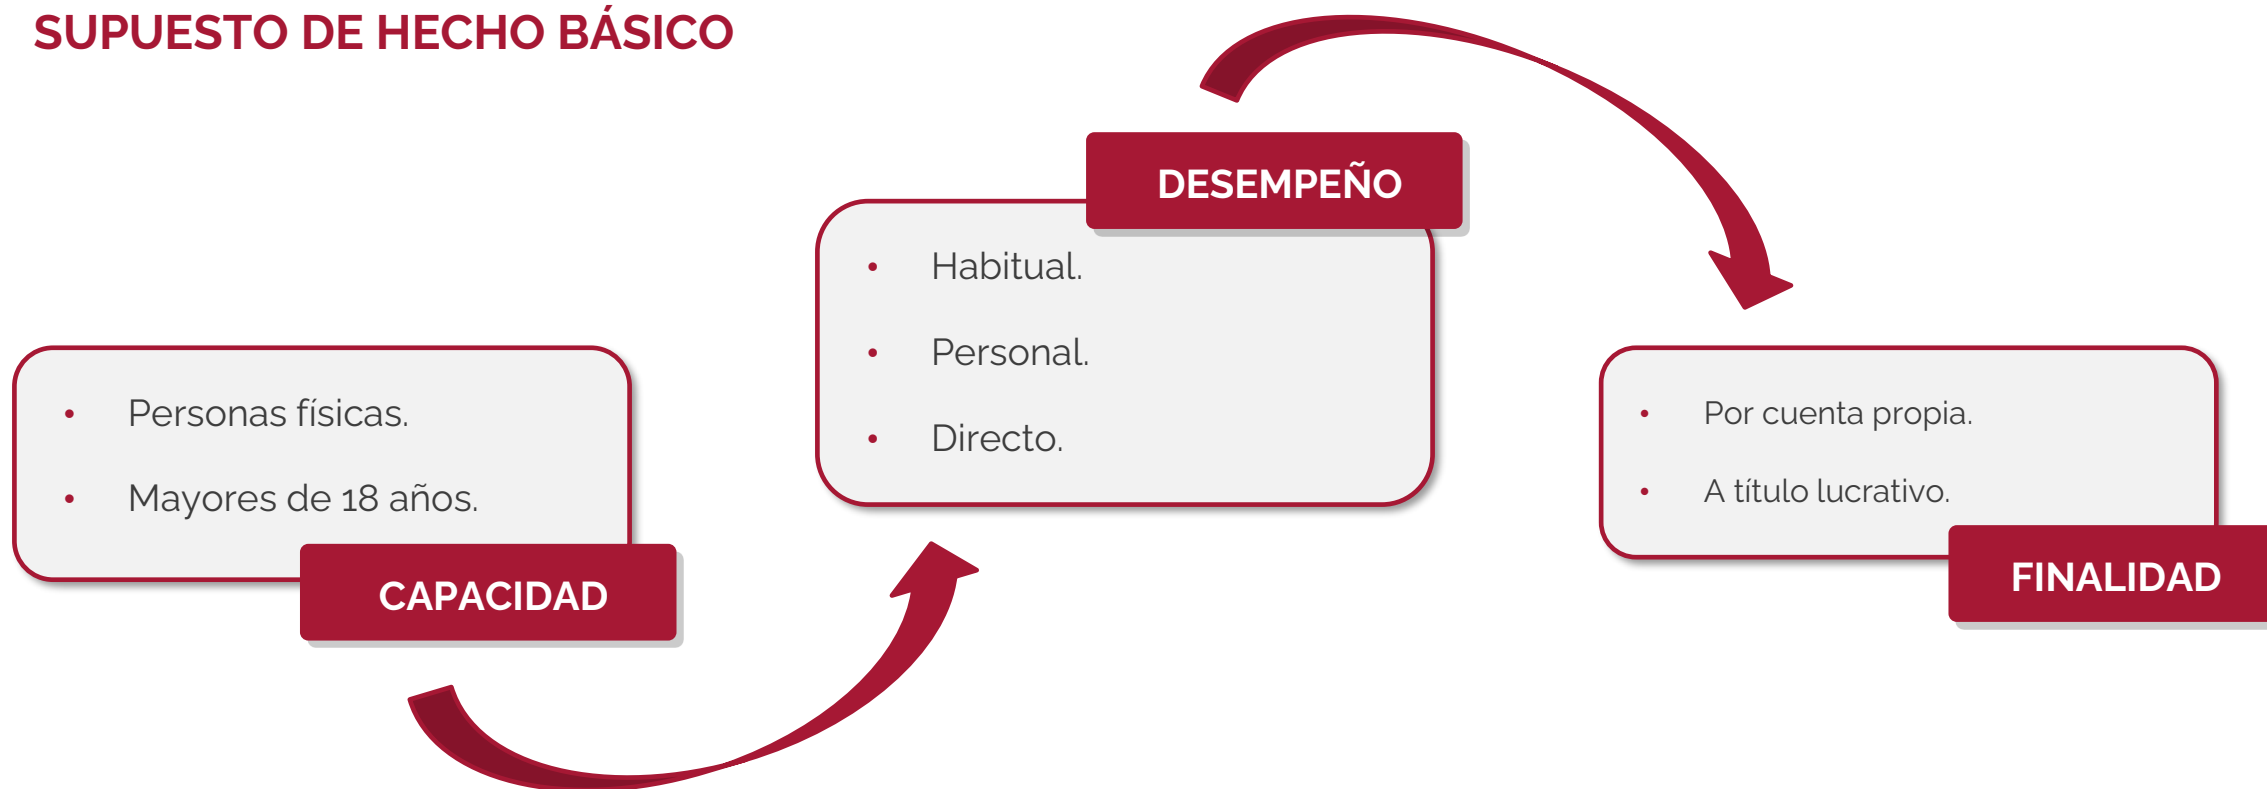 SUPUESTO DE HECHO BÁSICO
• Personas físicas.
• Mayores de 18 años.
CAPACIDAD
DESEMPEÑO
• Habitual.
• Personal.
• Directo.
• Por cuenta propia.
• A título lucrativo.
FINALIDAD